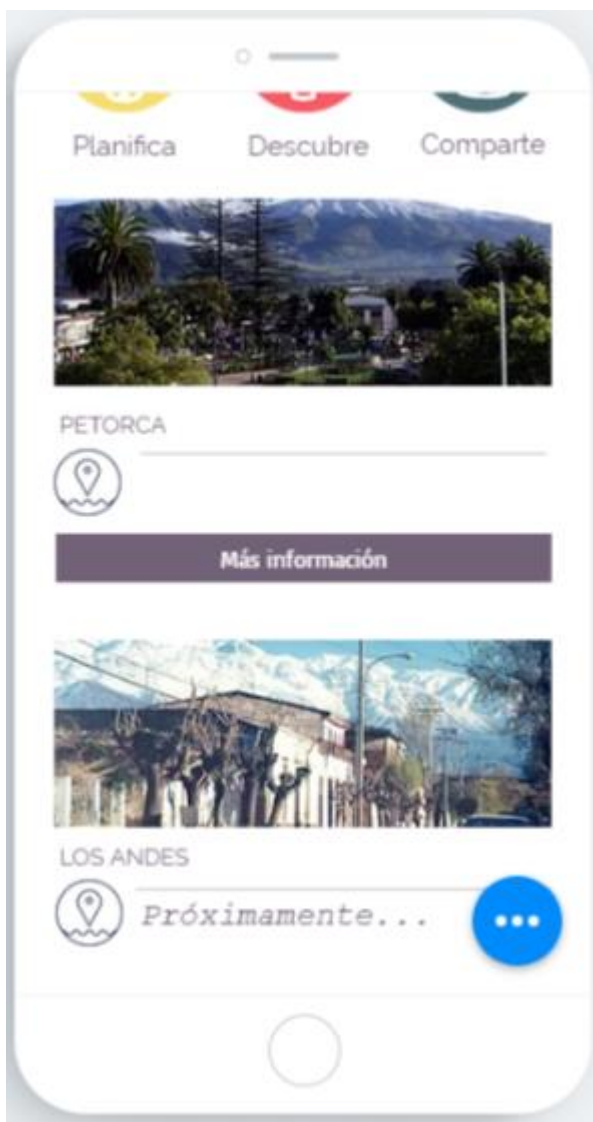 Planifica Descubre Comparte
PETORCA
Más información
LOS ANDES
Próximamente...